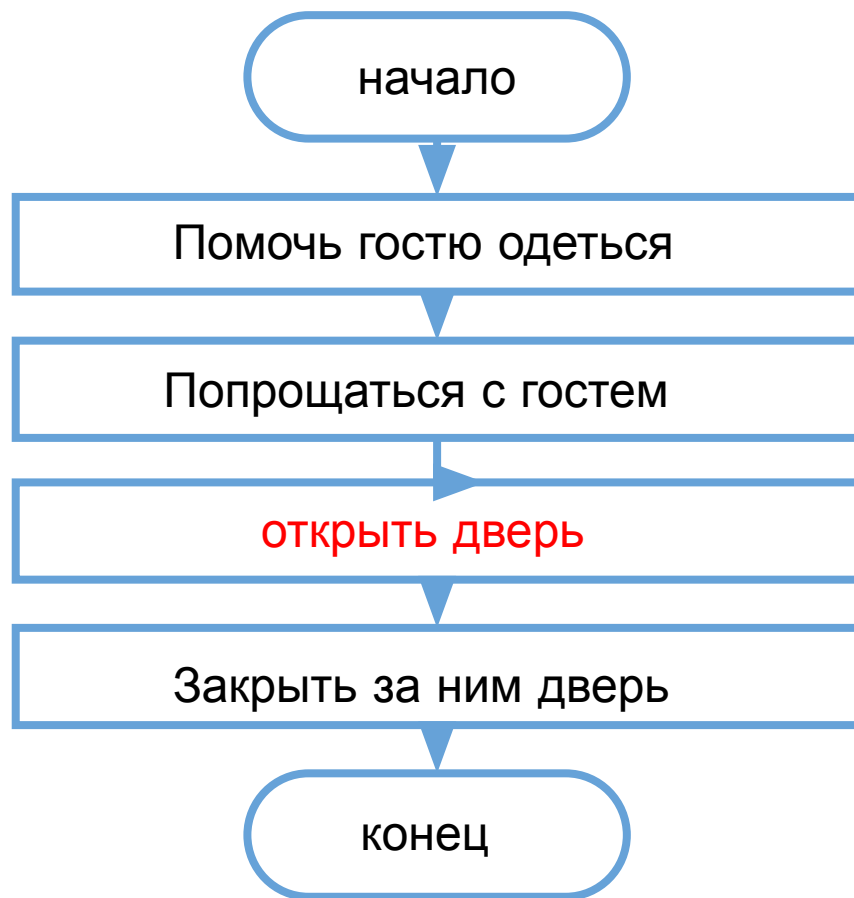 начало
Помочь гостю одеться
Попрощаться с гостем
открыть дверь
Закрыть за ним дверь
конец